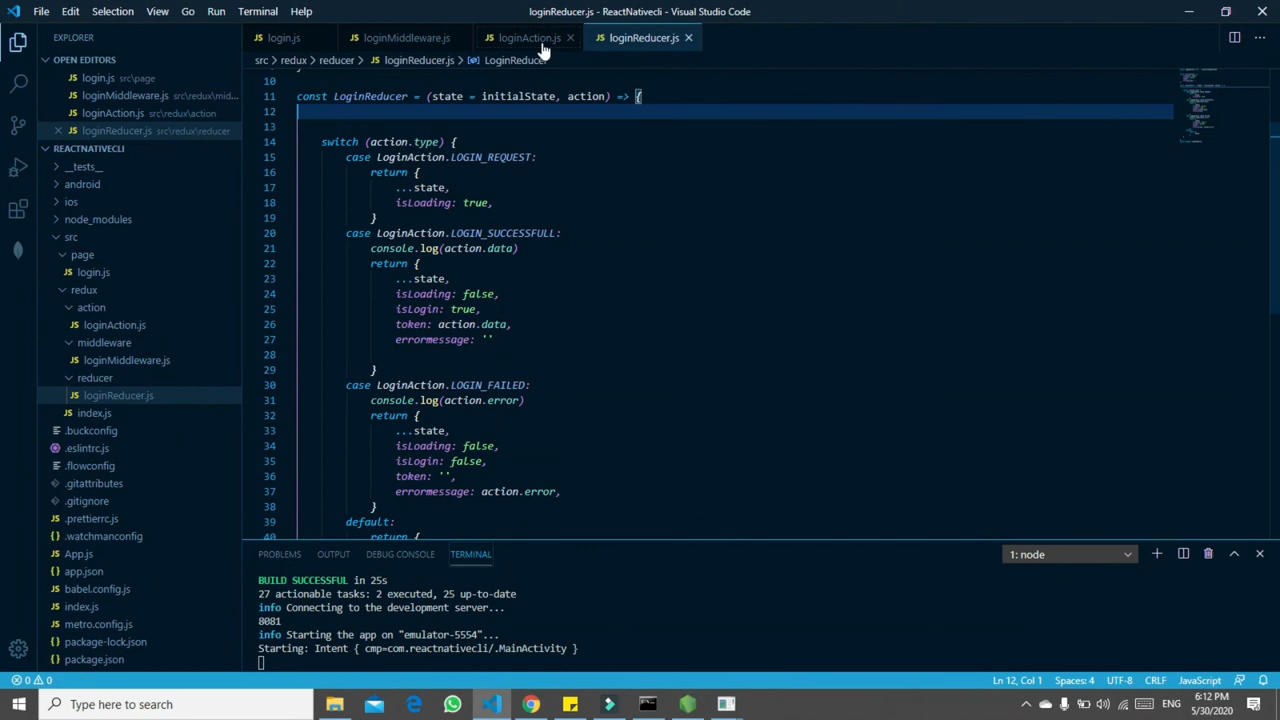 File Edit Selection View Go Run Terminal Help loginReducer.js - ReactNativecli - Visual Studio Code
EXPLORER
OPEN EDITORS
login.js src\page
loginMiddleware.js src\redux\mid...
loginAction.js src\redux\action
loginReducer.js src\redux\reducer
REACTNATIVECLI
__tests__
android
ios
node_modules
src
page
login.js
redux
action
loginAction.js
middleware
loginMiddleware.js
reducer
loginReducer.js
index.js
.buckconfig
.eslintrc.js
.flowconfig
.gitattributes
.gitignore
.prettierrc.js
.watchmanconfig
App.js
app.json
babel.config.js
index.js
metro.config.js
package-lock.json
package.json
login.js loginMiddleware.js loginAction.js loginReducer.js
src > redux > reducer > loginReducer.js > LoginReducer
10
11 const LoginReducer = (state = initialState, action) => {
12
13
14 switch (action.type) {
15 case LoginAction.LOGIN_REQUEST:
16 return {
17 ...state,
18 isLoading: true,
19 }
20 case LoginAction.LOGIN_SUCCESSFULL:
21 console.log(action.data)
22 return {
23 ...state,
24 isLoading: false,
25 isLogin: true,
26 token: action.data,
27 errormessage: ''
28
29 }
30 case LoginAction.LOGIN_FAILED:
31 console.log(action.error)
32 return {
33 ...state,
34 isLoading: false,
35 isLogin: false,
36 token: '',
37 errormessage: action.error,
38 }
39 default:
40 return {
PROBLEMS OUTPUT DEBUG CONSOLE TERMINAL 1: node
BUILD SUCCESSFUL in 25s
27 actionable tasks: 2 executed, 25 up-to-date
info Connecting to the development server...
8081
info Starting the app on "emulator-5554"...
Starting: Intent { cmp=com.reactnativecli/.MainActivity }
0 0 Ln 12, Col 1 Spaces: 4 UTF-8 CRLF JavaScript
Type here to search
ENG
6:12 PM
5/30/2020